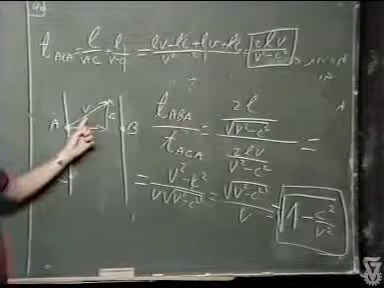 t_ACA = l/(v+c) + l/(v-c) = (lv-lc+lv+lc)/(v²-c²) = 2lv/(v²-c²)
A v c B
t_ABA/t_ACA = (2l/√(v²-c²))/(2lv/(v²-c²)) =
= (v²-c²)/(v√(v²-c²)) = √(v²-c²)/v = √(1-c²/v²)